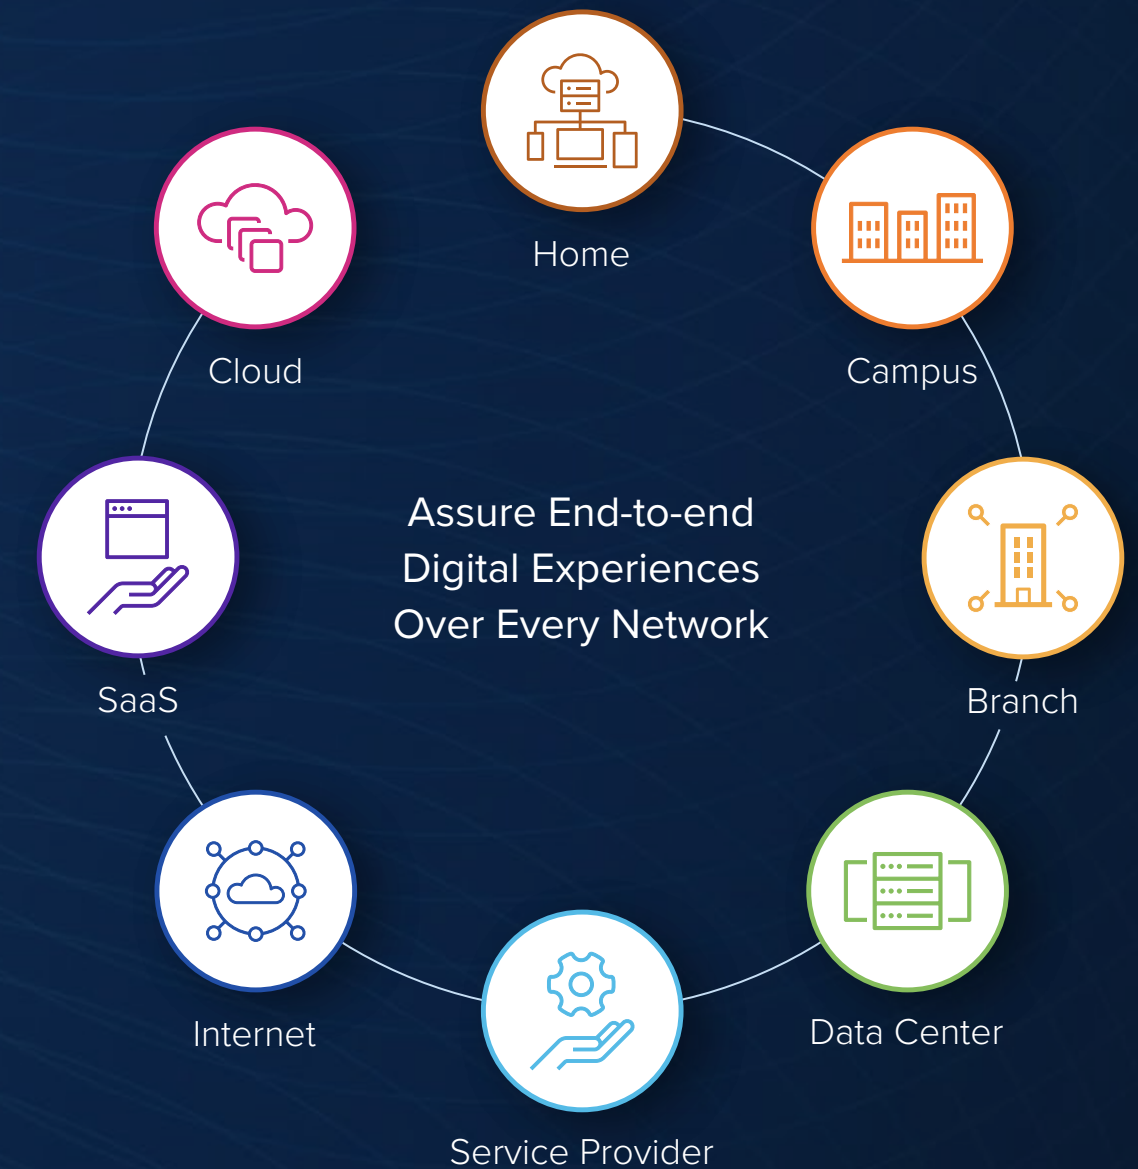 Home
Cloud
Campus
Assure End-to-end
Digital Experiences
Over Every Network
SaaS
Branch
Internet
Data Center
Service Provider